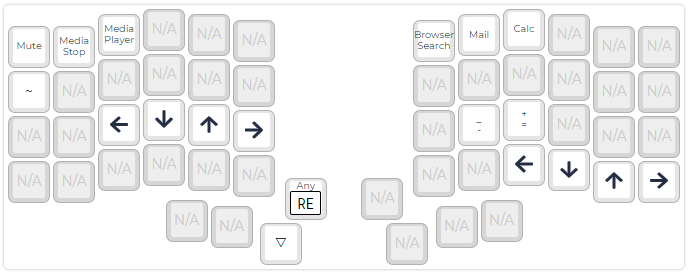 Mute
Media
Stop
Media
Player
N/A
N/A
N/A
Browser
Search
Mail
Calc
N/A
N/A
N/A
~
N/A
N/A
N/A
N/A
N/A
N/A
N/A
N/A
N/A
N/A
N/A
N/A
N/A
←
↓
↑
→
N/A
_
-
+
=
N/A
N/A
N/A
N/A
N/A
N/A
N/A
N/A
N/A
N/A
N/A
←
↓
↑
→
N/A
N/A
Any
RE
▽
N/A
N/A
N/A
N/A